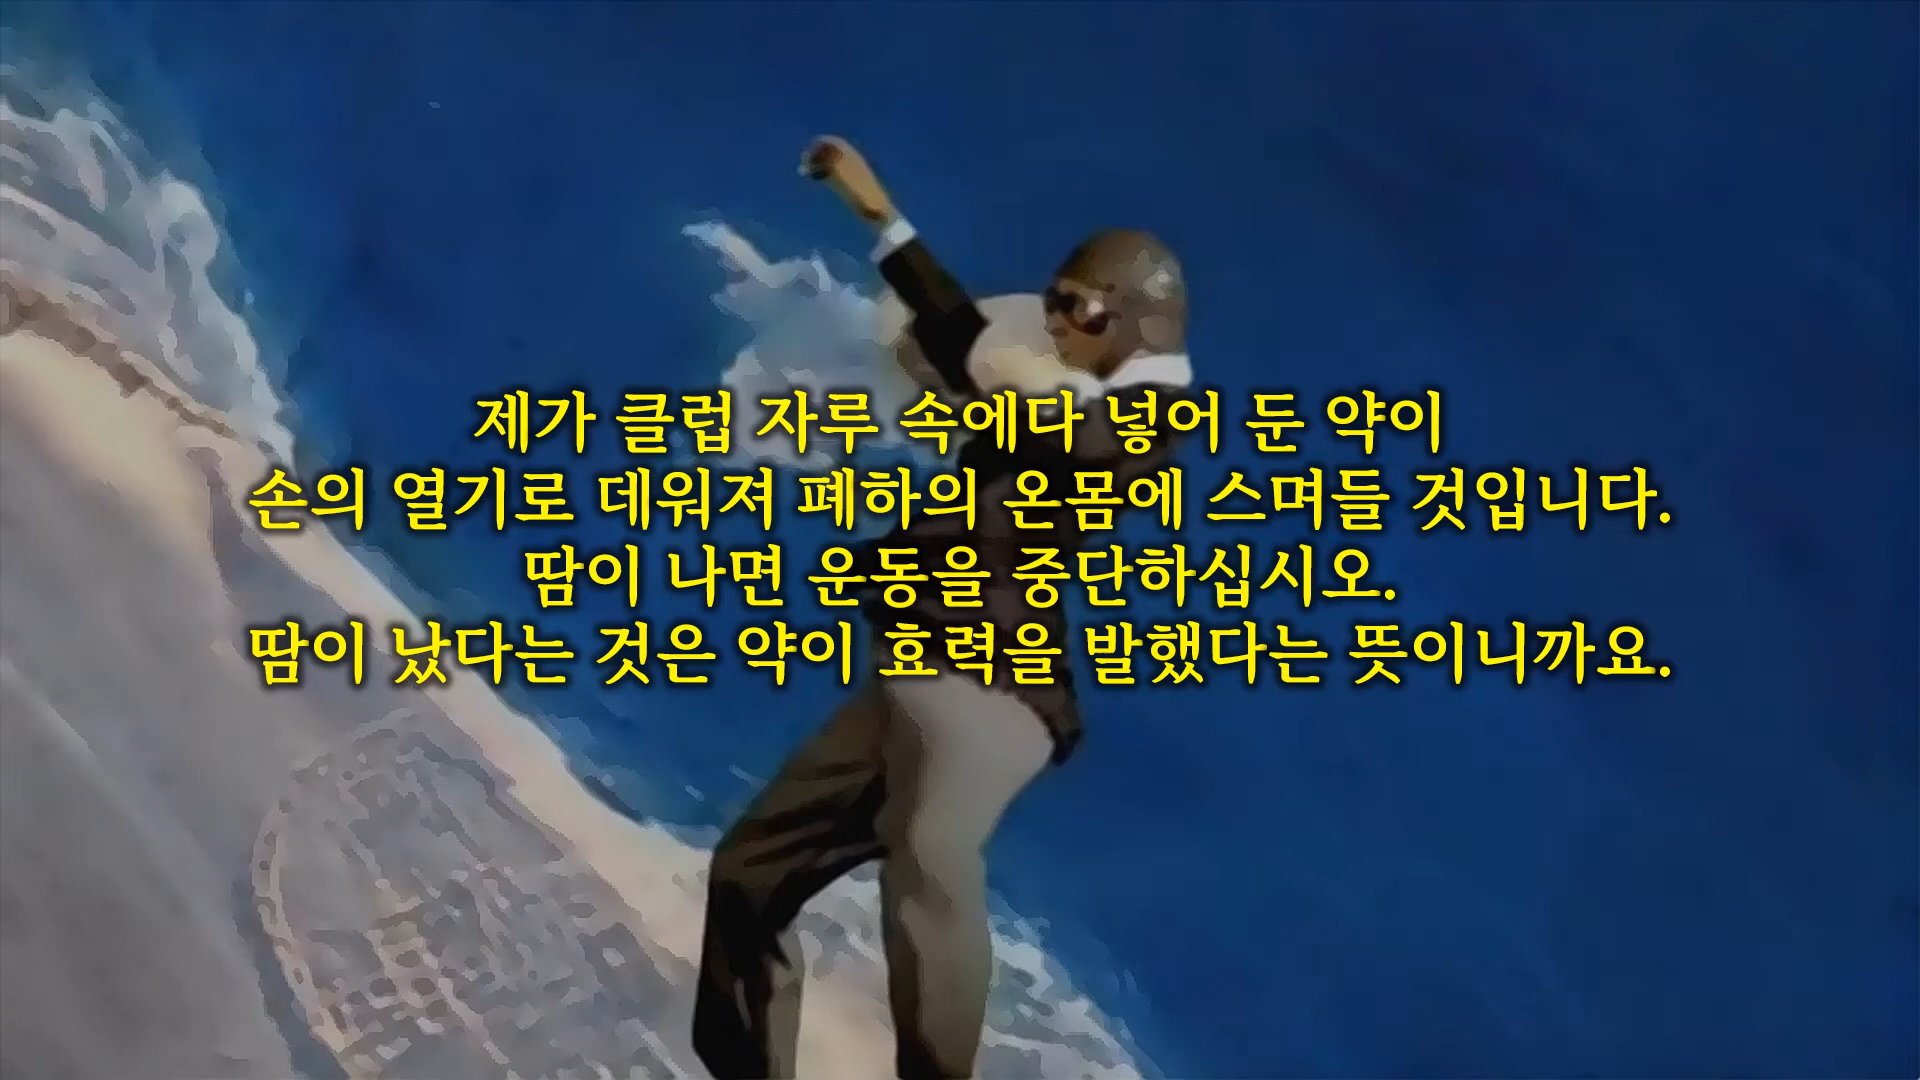 제가 클럽 자루 속에다 넣어 둔 약이
손의 열기로 데워져 폐하의 온몸에 스며들 것입니다.
땀이 나면 운동을 중단하십시오.
땀이 났다는 것은 약이 효력을 발했다는 뜻이니까요.